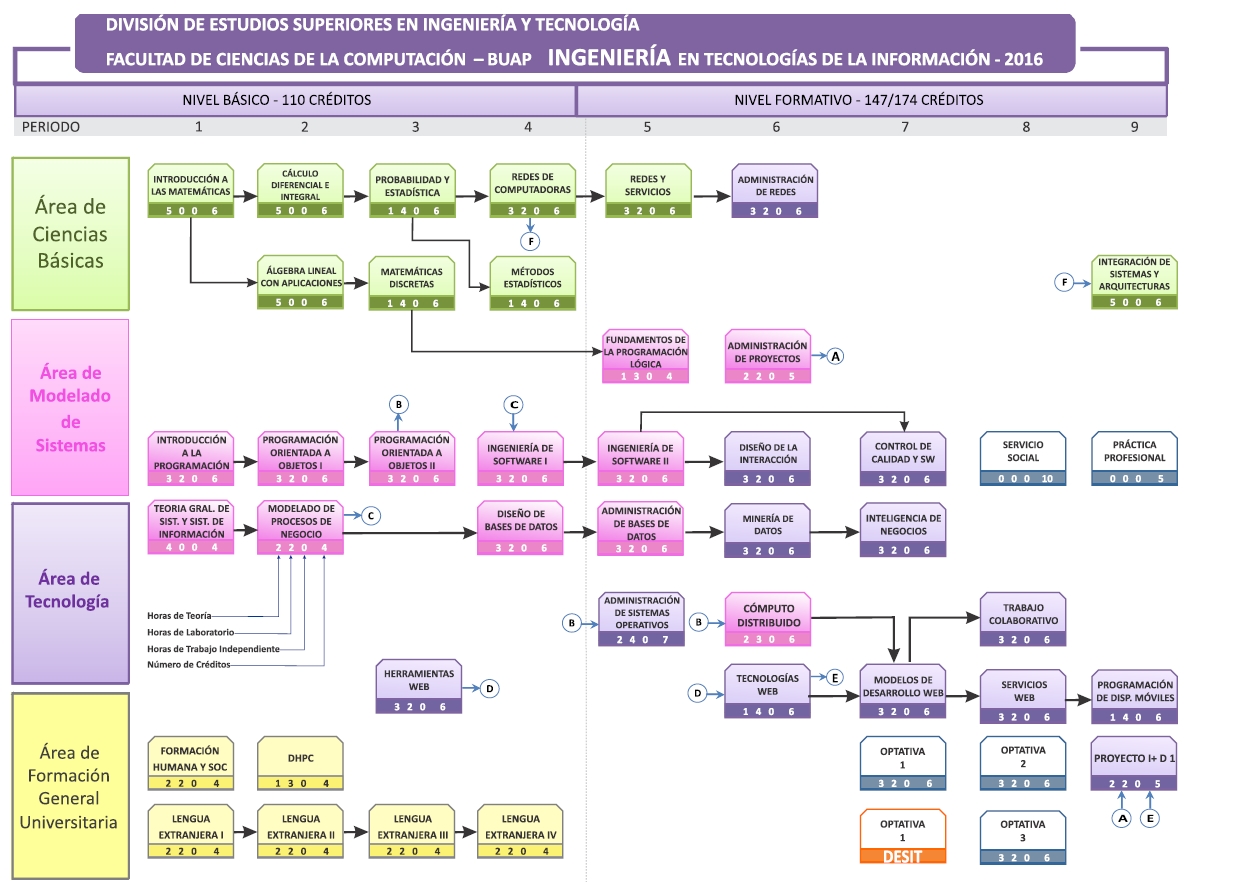 DIVISIÓN DE ESTUDIOS SUPERIORES EN INGENIERÍA Y TECNOLOGÍA
FACULTAD DE CIENCIAS DE LA COMPUTACIÓN – BUAP INGENIERÍA EN TECNOLOGÍAS DE LA INFORMACIÓN - 2016
NIVEL BÁSICO - 110 CRÉDITOS
NIVEL FORMATIVO - 147/174 CRÉDITOS
PERIODO 1 2 3 4 5 6 7 8 9
Área de
Ciencias
Básicas
INTRODUCCIÓN A
LAS MATEMÁTICAS
5 0 0 6
CÁLCULO
DIFERENCIAL E
INTEGRAL
5 0 0 6
PROBABILIDAD Y
ESTADÍSTICA
1 4 0 6
REDES DE
COMPUTADORAS
3 2 0 6
F
REDES Y
SERVICIOS
3 2 0 6
ADMINISTRACIÓN
DE REDES
3 2 0 6
ÁLGEBRA LINEAL
CON APLICACIONES
5 0 0 6
MATEMÁTICAS
DISCRETAS
1 4 0 6
MÉTODOS
ESTADÍSTICOS
1 4 0 6
F
INTEGRACIÓN DE
SISTEMAS Y
ARQUITECTURAS
5 0 0 6
Área de
Modelado
de
Sistemas
FUNDAMENTOS DE
LA PROGRAMACIÓN
LÓGICA
1 3 0 4
ADMINISTRACIÓN
DE PROYECTOS
2 2 0 5
A
B
C
INTRODUCCIÓN
A LA
PROGRAMACIÓN
3 2 0 6
PROGRAMACIÓN
ORIENTADA A
OBJETOS I
3 2 0 6
PROGRAMACIÓN
ORIENTADA A
OBJETOS II
3 2 0 6
INGENIERÍA DE
SOFTWARE I
3 2 0 6
INGENIERÍA DE
SOFTWARE II
3 2 0 6
DISEÑO DE LA
INTERACCIÓN
3 2 0 6
CONTROL DE
CALIDAD Y SW
3 2 0 6
SERVICIO
SOCIAL
0 0 0 10
PRÁCTICA
PROFESIONAL
0 0 0 5
Área de
Tecnología
TEORIA GRAL. DE
SIST. Y SIST. DE
INFORMACIÓN
4 0 0 4
MODELADO DE
PROCESOS DE
NEGOCIO
2 2 0 4
C
DISEÑO DE
BASES DE DATOS
3 2 0 6
ADMINISTRACIÓN
DE BASES DE
DATOS
3 2 0 6
MINERÍA DE
DATOS
3 2 0 6
INTELIGENCIA DE
NEGOCIOS
3 2 0 6
Horas de Teoría
Horas de Laboratorio
Horas de Trabajo Independiente
Número de Créditos
B
ADMINISTRACIÓN
DE SISTEMAS
OPERATIVOS
2 4 0 7
B
CÓMPUTO
DISTRIBUIDO
2 3 0 6
TRABAJO
COLABORATIVO
3 2 0 6
HERRAMIENTAS
WEB
3 2 0 6
D
D
TECNOLOGÍAS
WEB
1 4 0 6
E
MODELOS DE
DESARROLLO WEB
3 2 0 6
SERVICIOS
WEB
3 2 0 6
PROGRAMACIÓN
DE DISP. MÓVILES
1 4 0 6
Área de
Formación
General
Universitaria
FORMACIÓN
HUMANA Y SOC
2 2 0 4
DHPC
1 3 0 4
OPTATIVA
1
3 2 0 6
OPTATIVA
2
3 2 0 6
PROYECTO I+ D 1
2 2 0 5
A E
LENGUA
EXTRANJERA I
2 2 0 4
LENGUA
EXTRANJERA II
2 2 0 4
LENGUA
EXTRANJERA III
2 2 0 4
LENGUA
EXTRANJERA IV
2 2 0 4
OPTATIVA
1
DESIT
OPTATIVA
3
3 2 0 6